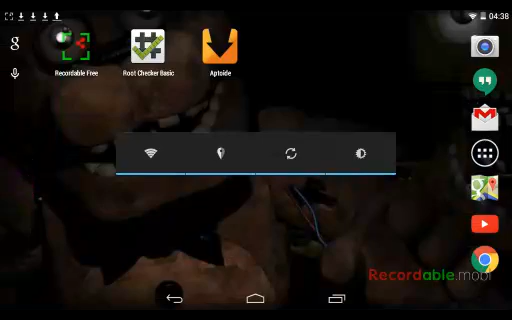 04:38
Recordable Free
Root Checker Basic
Aptoide
Recordable.mobi